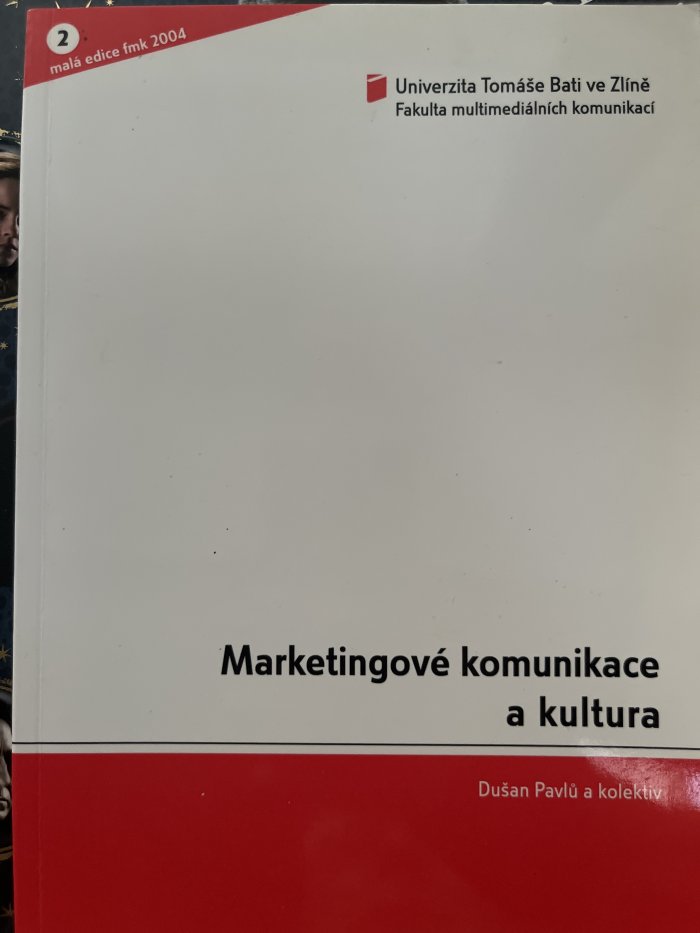 2
malá edice fmk 2004
Univerzita Tomáše Bati ve Zlíně
Fakulta multimediálních komunikací
Marketingové komunikace
a kultura
Dušan Pavlů a kolektiv